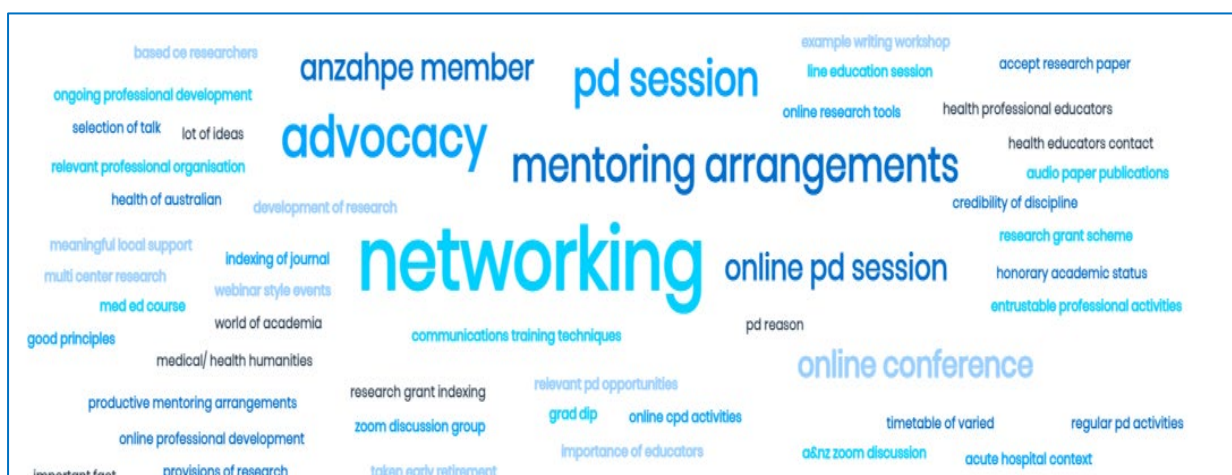 based ce researchers
example writing workshop
anzahpe member
pd session
accept research paper
line education session
ongoing professional development
online research tools
health professional educators
selection of talk
lot of ideas
advocacy
health educators contact
mentoring arrangements
relevant professional organisation
audio paper publications
health of australian
development of research
credibility of discipline
research grant scheme
meaningful local support
indexing of journal
networking
online pd session
honorary academic status
multi center research
webinar style events
med ed course
entrustable professional activities
world of academia
pd reason
good principles
communications training techniques
medical/ health humanities
online conference
research grant indexing
relevant pd opportunities
productive mentoring arrangements
grad dip
online cpd activities
timetable of varied
regular pd activities
zoom discussion group
online professional development
importance of educators
a&nz zoom discussion
acute hospital context
important fact
provisions of research
taken early retirement